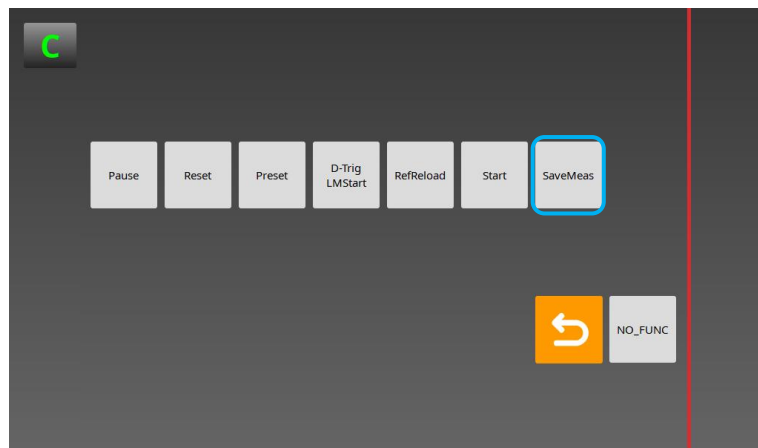 C
Pause
Reset
Preset
D-Trig
LMStart
RefReload
Start
SaveMeas
NO_FUNC